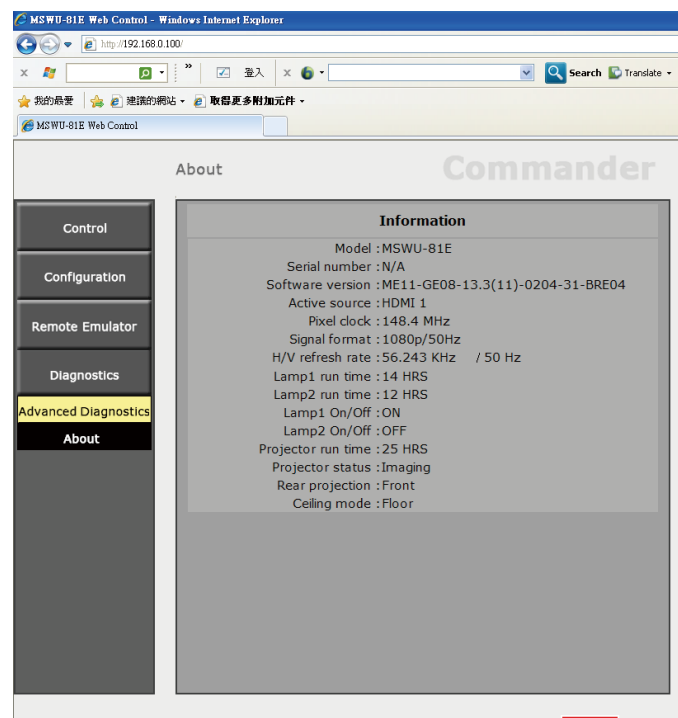 MSWU-81E Web Control - Windows Internet Explorer
http://192.168.0.100/
x » 登入 x Search Translate
我的最愛 建議的網站 取得更多附加元件
MSWU-81E Web Control
About Commander
Control
Configuration
Remote Emulator
Diagnostics
Advanced Diagnostics
About
Information
Model :MSWU-81E
Serial number :N/A
Software version :ME11-GE08-13.3(11)-0204-31-BRE04
Active source :HDMI 1
Pixel clock :148.4 MHz
Signal format :1080p/50Hz
H/V refresh rate :56.243 KHz / 50 Hz
Lamp1 run time :14 HRS
Lamp2 run time :12 HRS
Lamp1 On/Off :ON
Lamp2 On/Off :OFF
Projector run time :25 HRS
Projector status :Imaging
Rear projection :Front
Ceiling mode :Floor